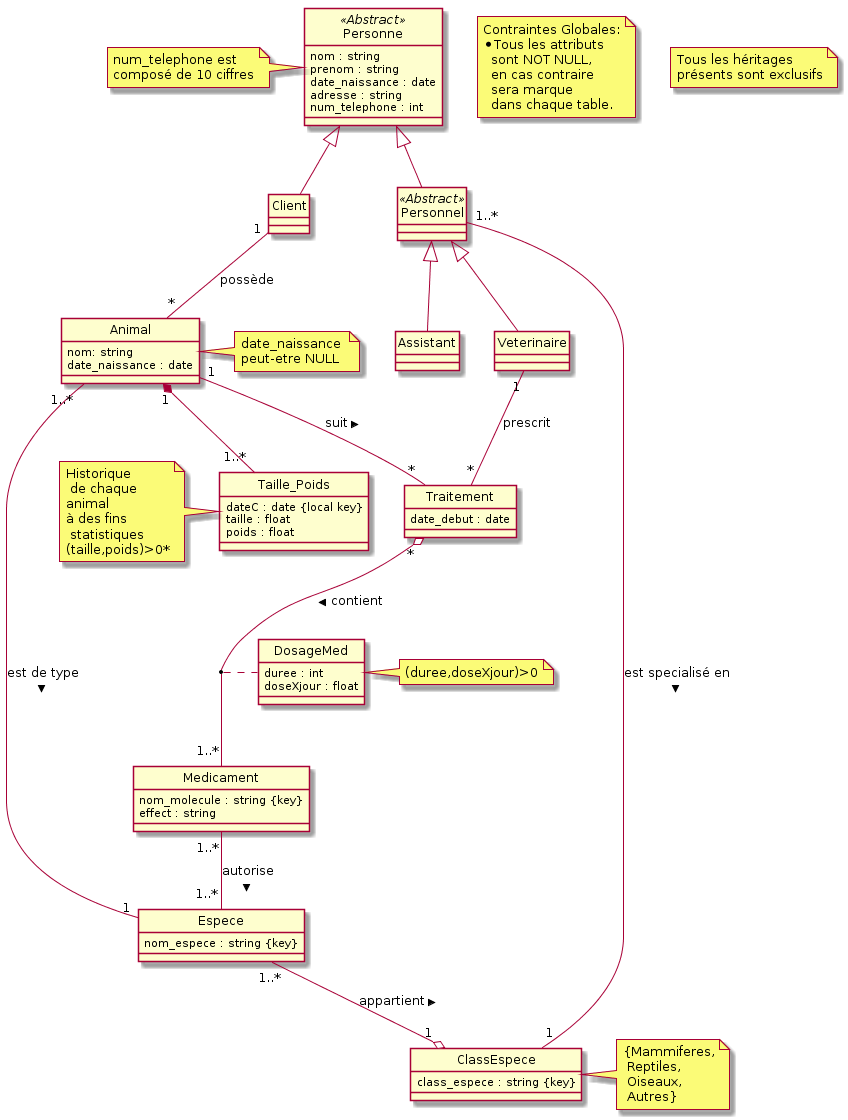 «Abstract»
Personne
nom : string
prenom : string
date_naissance : date
adresse : string
num_telephone : int
num_telephone est
composé de 10 ciffres
Contraintes Globales:
•Tous les attributs
sont NOT NULL,
en cas contraire
sera marque
dans chaque table.
Tous les héritages
présents sont exclusifs
Client
1
«Abstract»
Personnel
1..*
possède
*
Animal
nom: string
date_naissance : date
date_naissance
peut-etre NULL
Assistant
Veterinaire
1..*
1
1
1
suit ►
prescrit
1..*
*
*
Historique
de chaque
animal
à des fins
statistiques
(taille,poids)>0*
Taille_Poids
dateC : date {local key}
taille : float
poids : float
Traitement
date_debut : date
*
◄ contient
DosageMed
duree : int
doseXjour : float
(duree,doseXjour)>0
est de type
▼
est specialisé en
▼
1..*
Medicament
nom_molecule : string {key}
effect : string
1..*
autorise
▼
1..*
1
Espece
nom_espece : string {key}
1..*
appartient ►
1
1
ClassEspece
class_espece : string {key}
{Mammiferes,
Reptiles,
Oiseaux,
Autres}